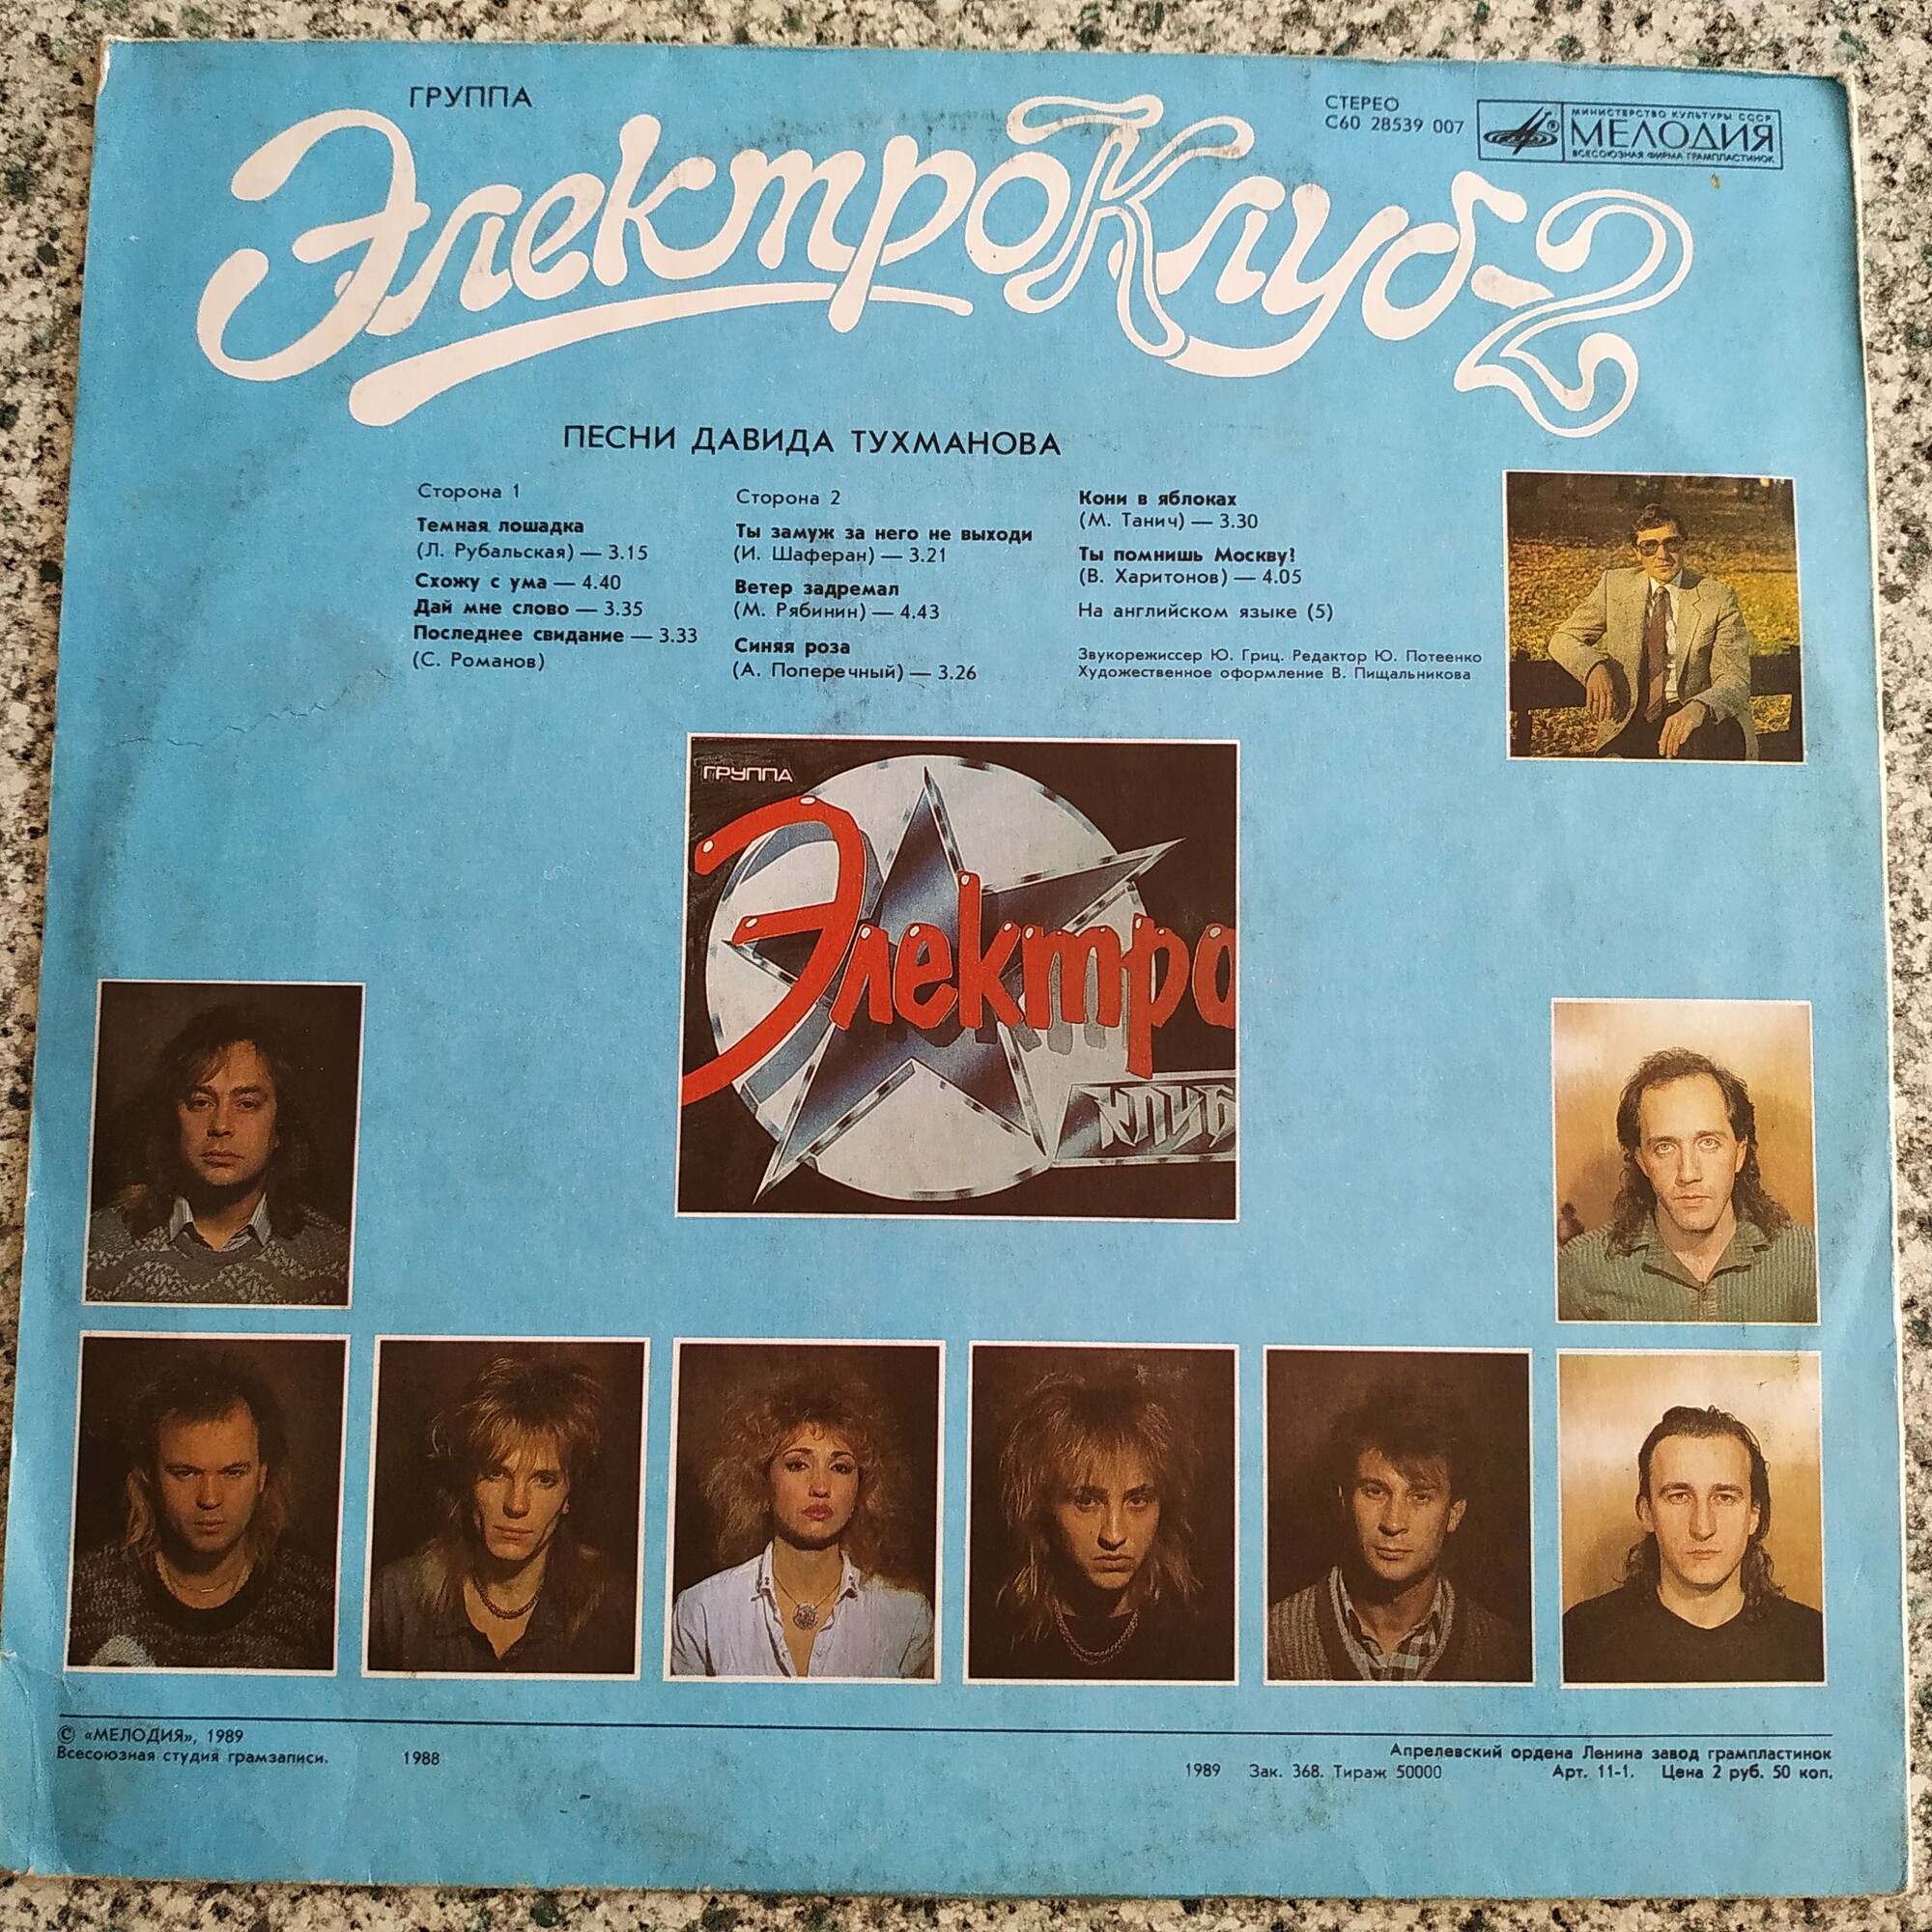 ГРУППА
ЭлектроКлуб-2
СТЕРЕО
С60 28539 007
МИНИСТЕРСТВО КУЛЬТУРЫ СССР
МЕЛОДИЯ
ВСЕСОЮЗНАЯ ФИРМА ГРАМПЛАСТИНОК
ПЕСНИ ДАВИДА ТУХМАНОВА
Сторона 1
Темная лошадка
(Л. Рубальская) — 3.15
Схожу с ума — 4.40
Дай мне слово — 3.35
Последнее свидание — 3.33
(С. Романов)
Сторона 2
Ты замуж за него не выходи
(И. Шаферан) — 3.21
Ветер задремал
(М. Рябинин) — 4.43
Синяя роза
(А. Поперечный) — 3.26
Кони в яблоках
(М. Танич) — 3.30
Ты помнишь Москву!
(В. Харитонов) — 4.05
На английском языке (5)
Звукорежиссер Ю. Гриц. Редактор Ю. Потеенко
Художественное оформление В. Пищальникова
ГРУППА
Электро
КЛУБ
© «МЕЛОДИЯ», 1989
Всесоюзная студия грамзаписи. 1988
Апрелевский ордена Ленина завод грампластинок
1989 Зак. 368. Тираж 50000 Арт. 11-1. Цена 2 руб. 50 коп.